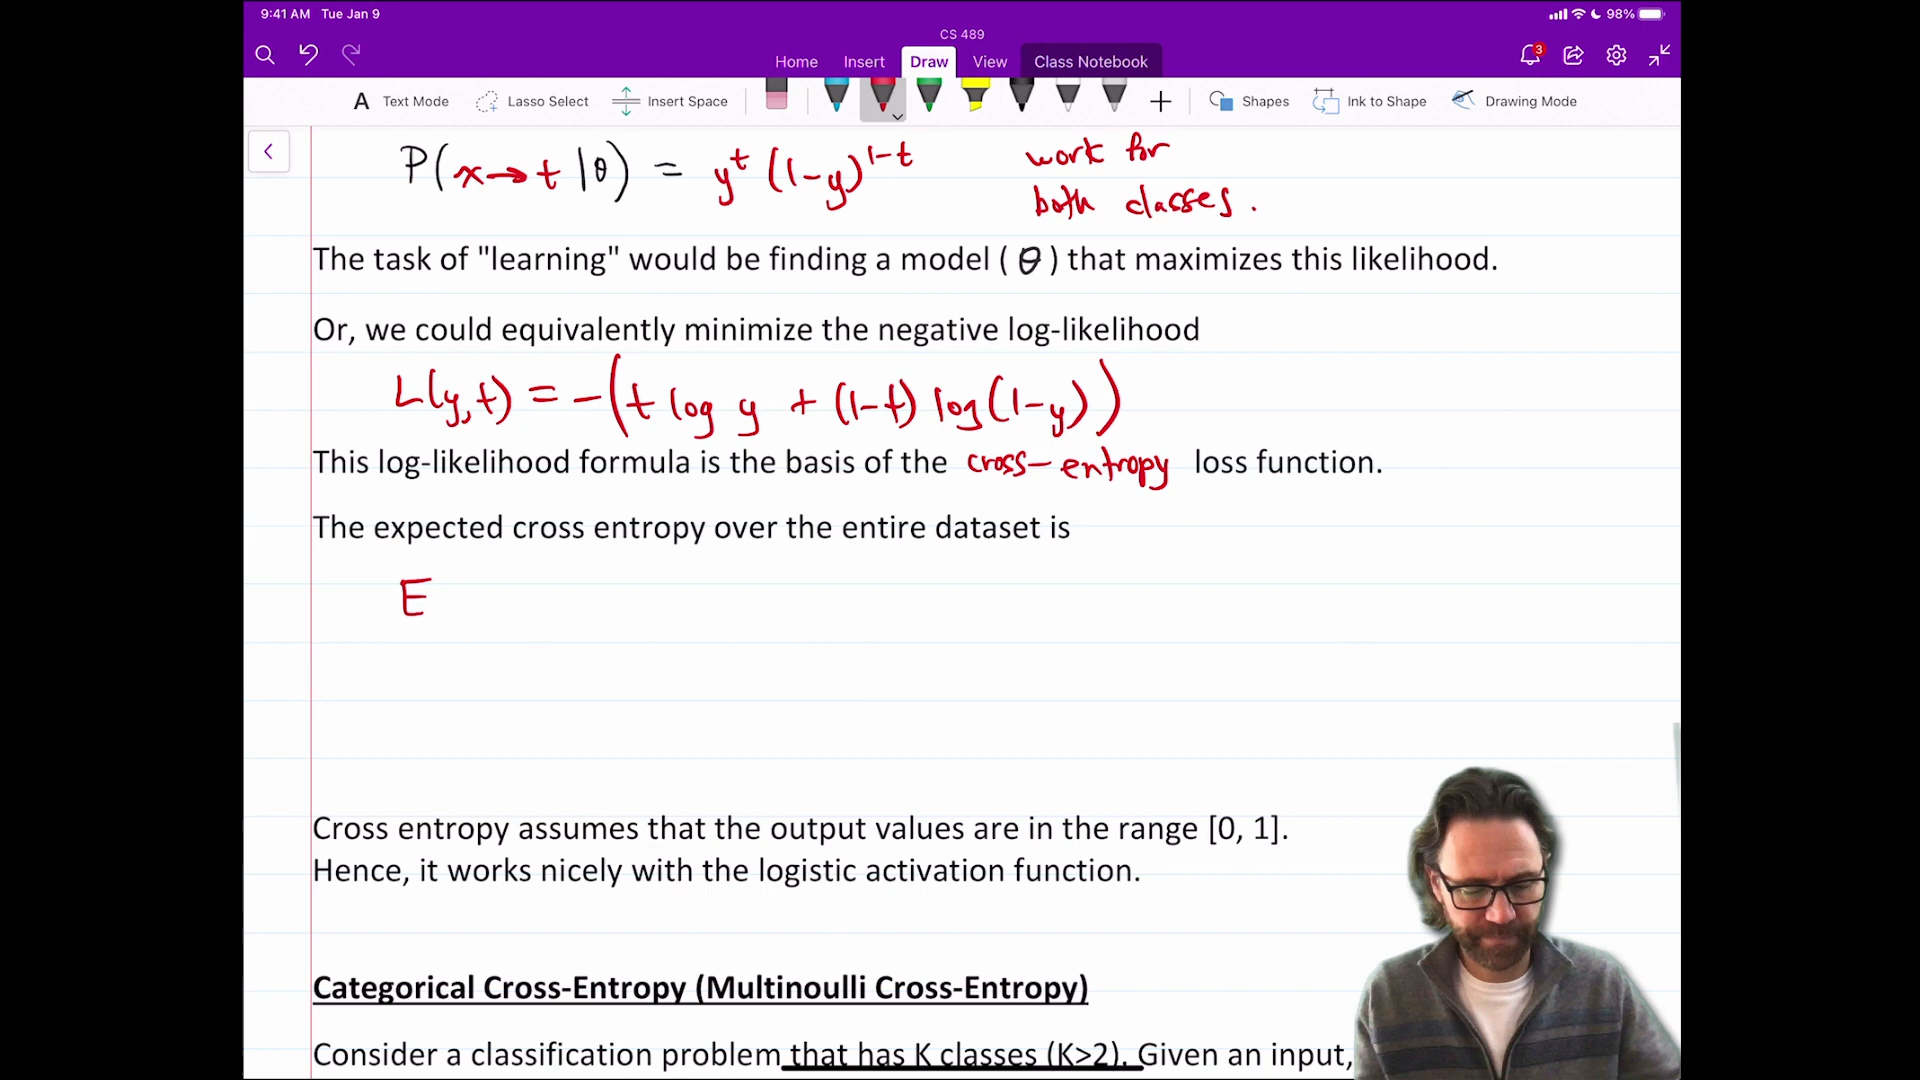 9:41 AM Tue Jan 9
98%
CS 489
Home Insert Draw View Class Notebook
3
A Text Mode Lasso Select Insert Space Shapes Ink to Shape Drawing Mode
P(x→t|θ) = y^t (1-y)^1-t work for
both classes.
The task of "learning" would be finding a model ( θ ) that maximizes this likelihood.
Or, we could equivalently minimize the negative log-likelihood
L(y,t) = -(t log y + (1-t) log(1-y))
This log-likelihood formula is the basis of the cross-entropy loss function.
The expected cross entropy over the entire dataset is
E
Cross entropy assumes that the output values are in the range [0, 1].
Hence, it works nicely with the logistic activation function.
Categorical Cross-Entropy (Multinoulli Cross-Entropy)
Consider a classification problem that has K classes (K>2). Given an input,